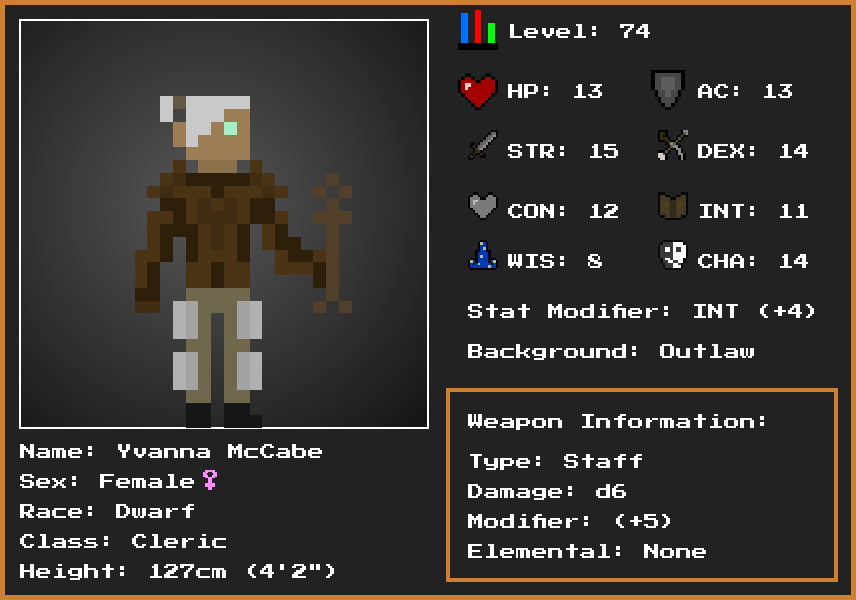 Level: 74
HP: 13 AC: 13
STR: 15 DEX: 14
CON: 12 INT: 11
WIS: 8 CHA: 14
Stat Modifier: INT (+4)
Background: Outlaw
Weapon Information:
Type: Staff
Damage: d6
Modifier: (+5)
Elemental: None
Name: Yvanna McCabe
Sex: Female♀
Race: Dwarf
Class: Cleric
Height: 127cm (4'2")